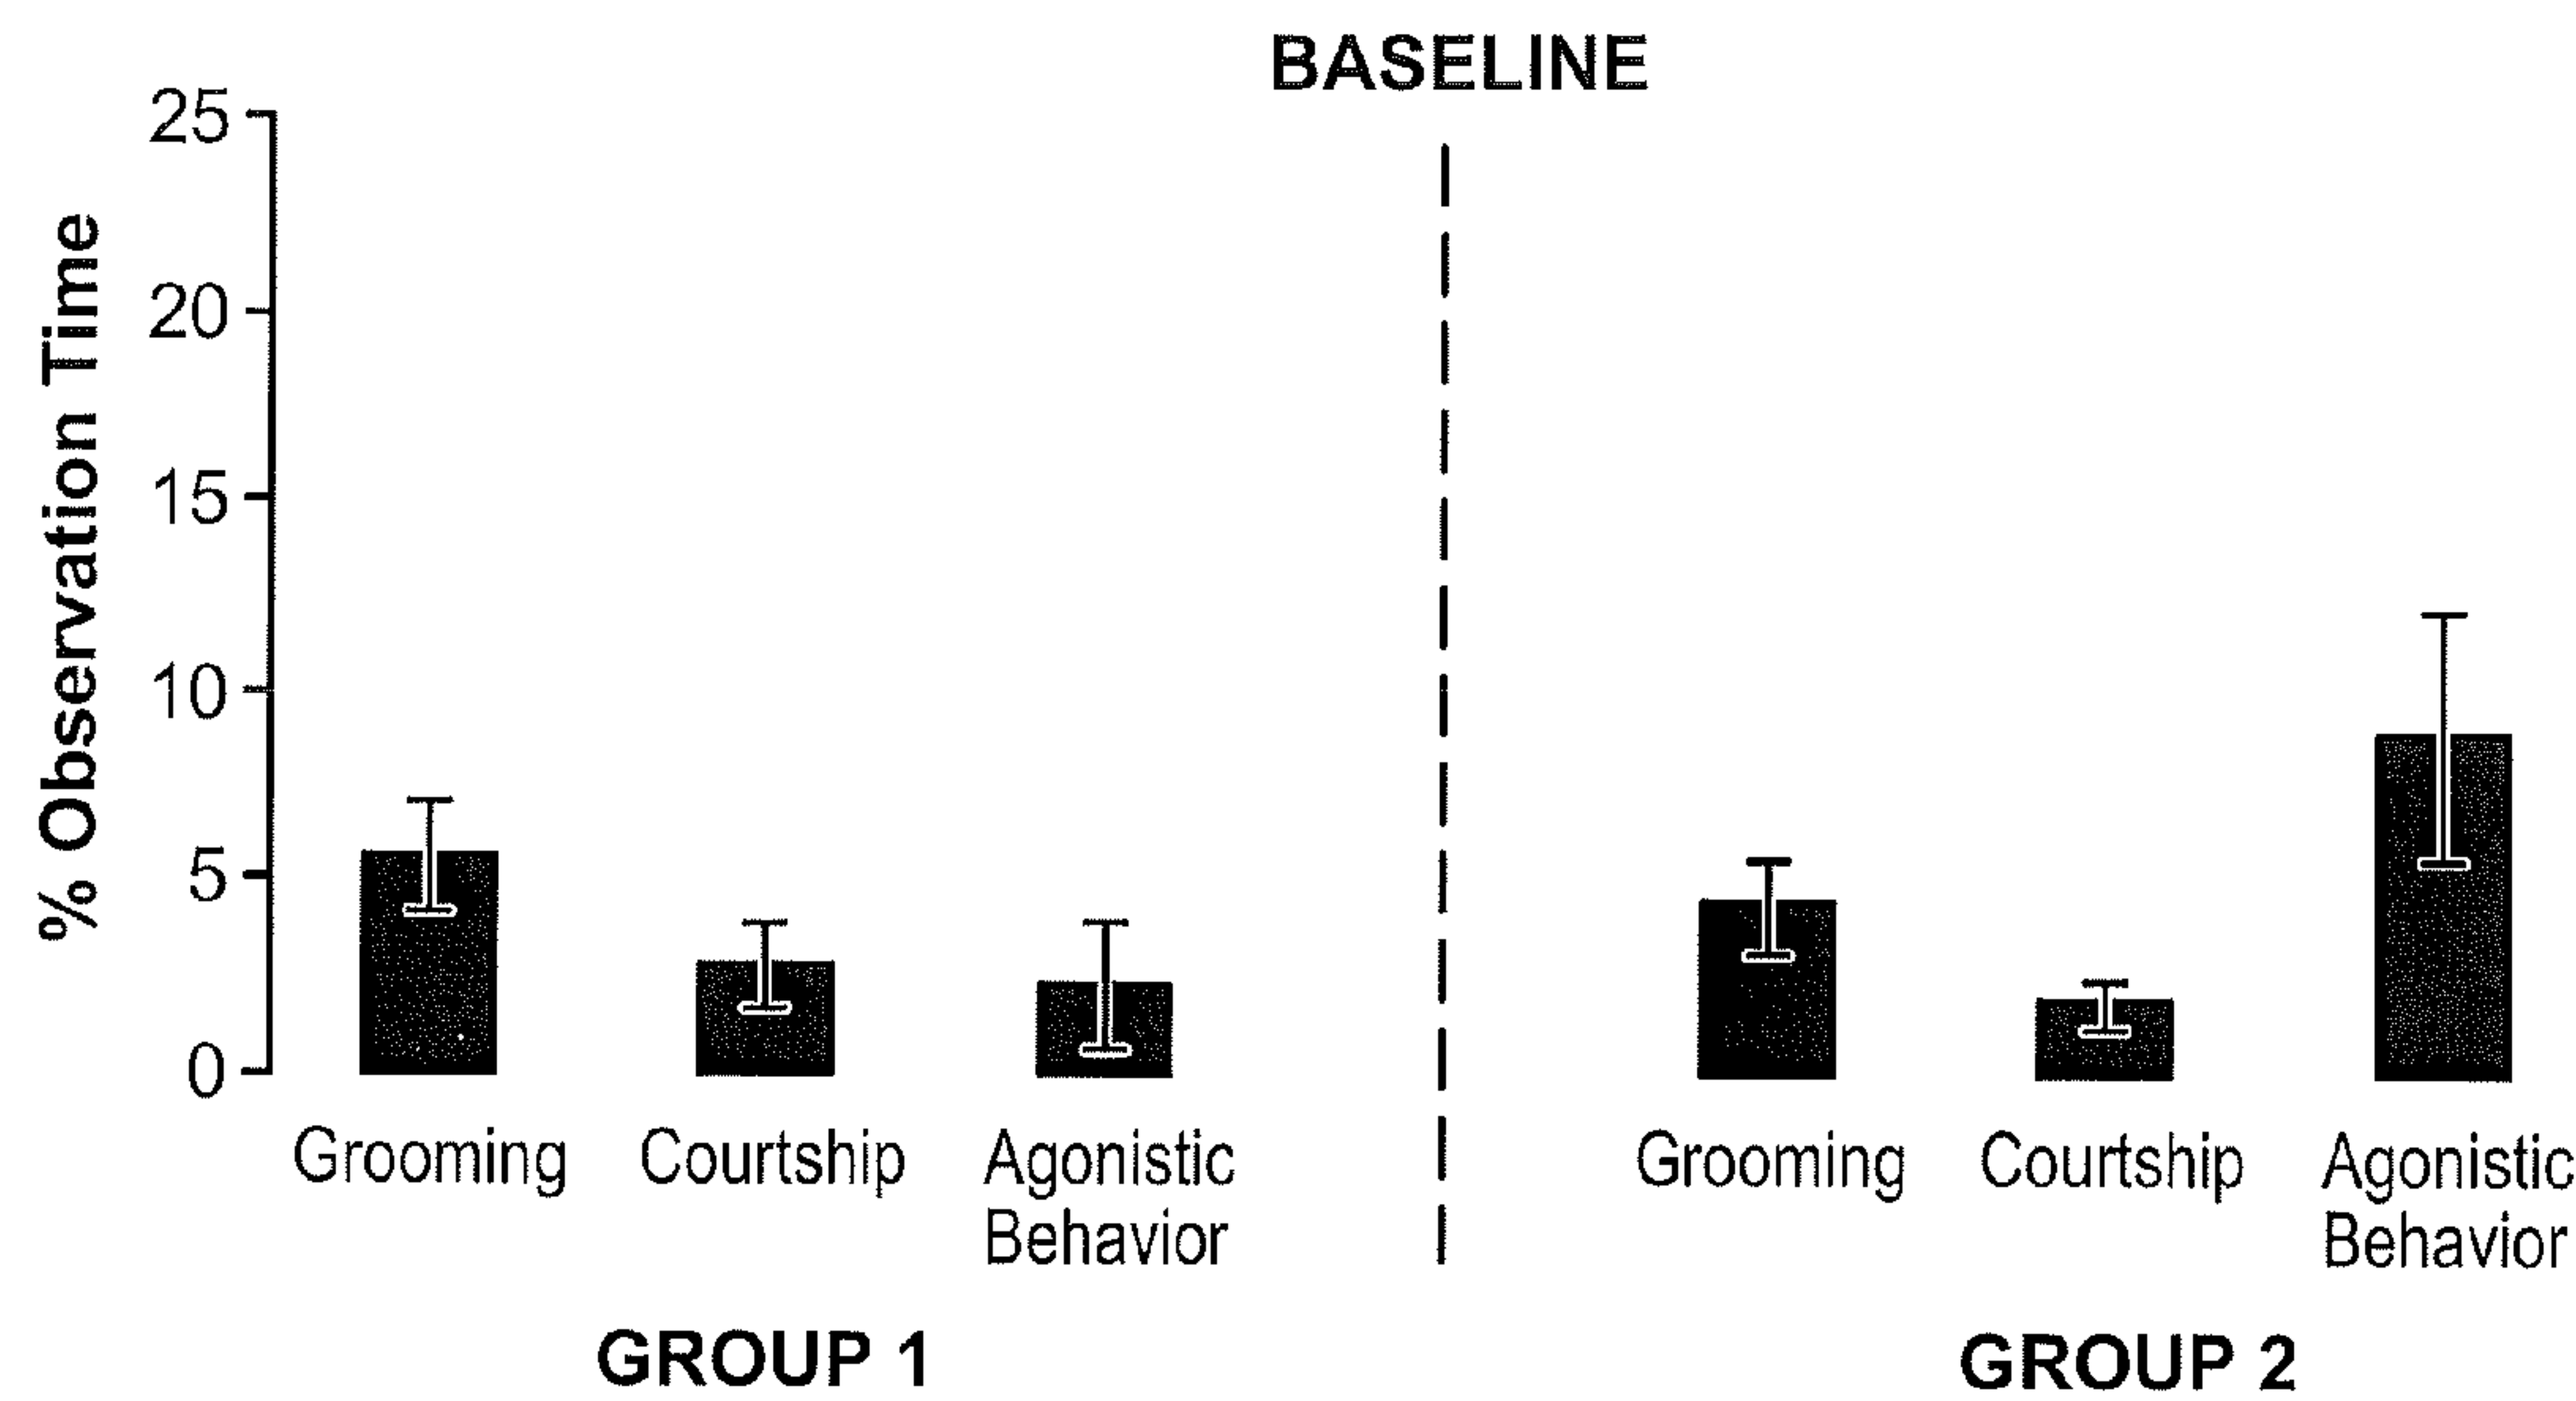 BASELINE
% Observation Time
25
20
15
10
5
0
Grooming
Courtship
Agonistic
Behavior
Grooming
Courtship
Agonistic
Behavior
GROUP 1
GROUP 2